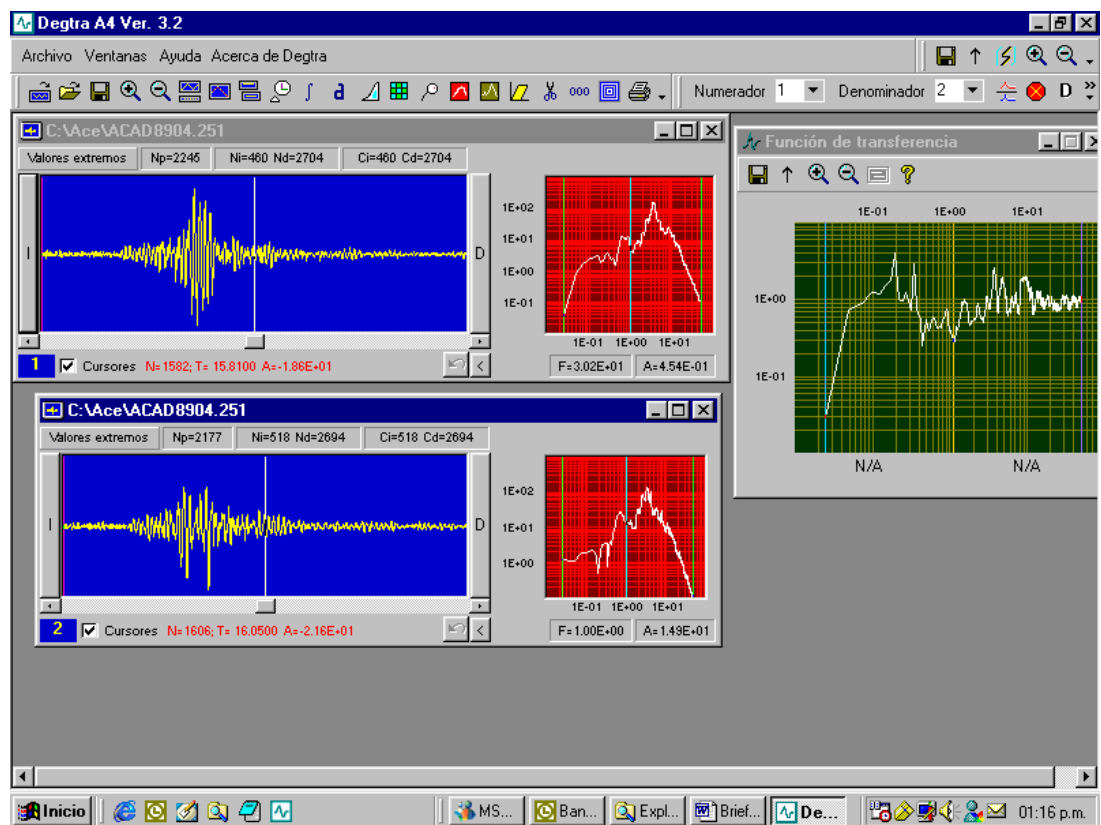 Degtra A4 Ver. 3.2
Archivo Ventanas Ayuda Acerca de Degtra
Numerador 1 Denominador 2 D
C:\Ace\ACAD8904.251
Valores extremos Np=2245 Ni=460 Nd=2704 Ci=460 Cd=2704
I D
1E+02
1E+01
1E+00
1E-01
1E-01 1E+00 1E+01
1 Cursores N=1582; T= 15.8100 A=-1.86E+01 < F=3.02E+01 A=4.54E-01
C:\Ace\ACAD8904.251
Valores extremos Np=2177 Ni=518 Nd=2694 Ci=518 Cd=2694
I D
1E+02
1E+01
1E+00
1E-01 1E+00 1E+01
2 Cursores N=1606; T= 16.0500 A=-2.16E+01 < F=1.00E+00 A=1.49E+01
Función de transferencia
1E-01 1E+00 1E+01
1E+00
1E-01
N/A N/A
Inicio MS... Ban... Expl... Brief... De... 01:16 p.m.